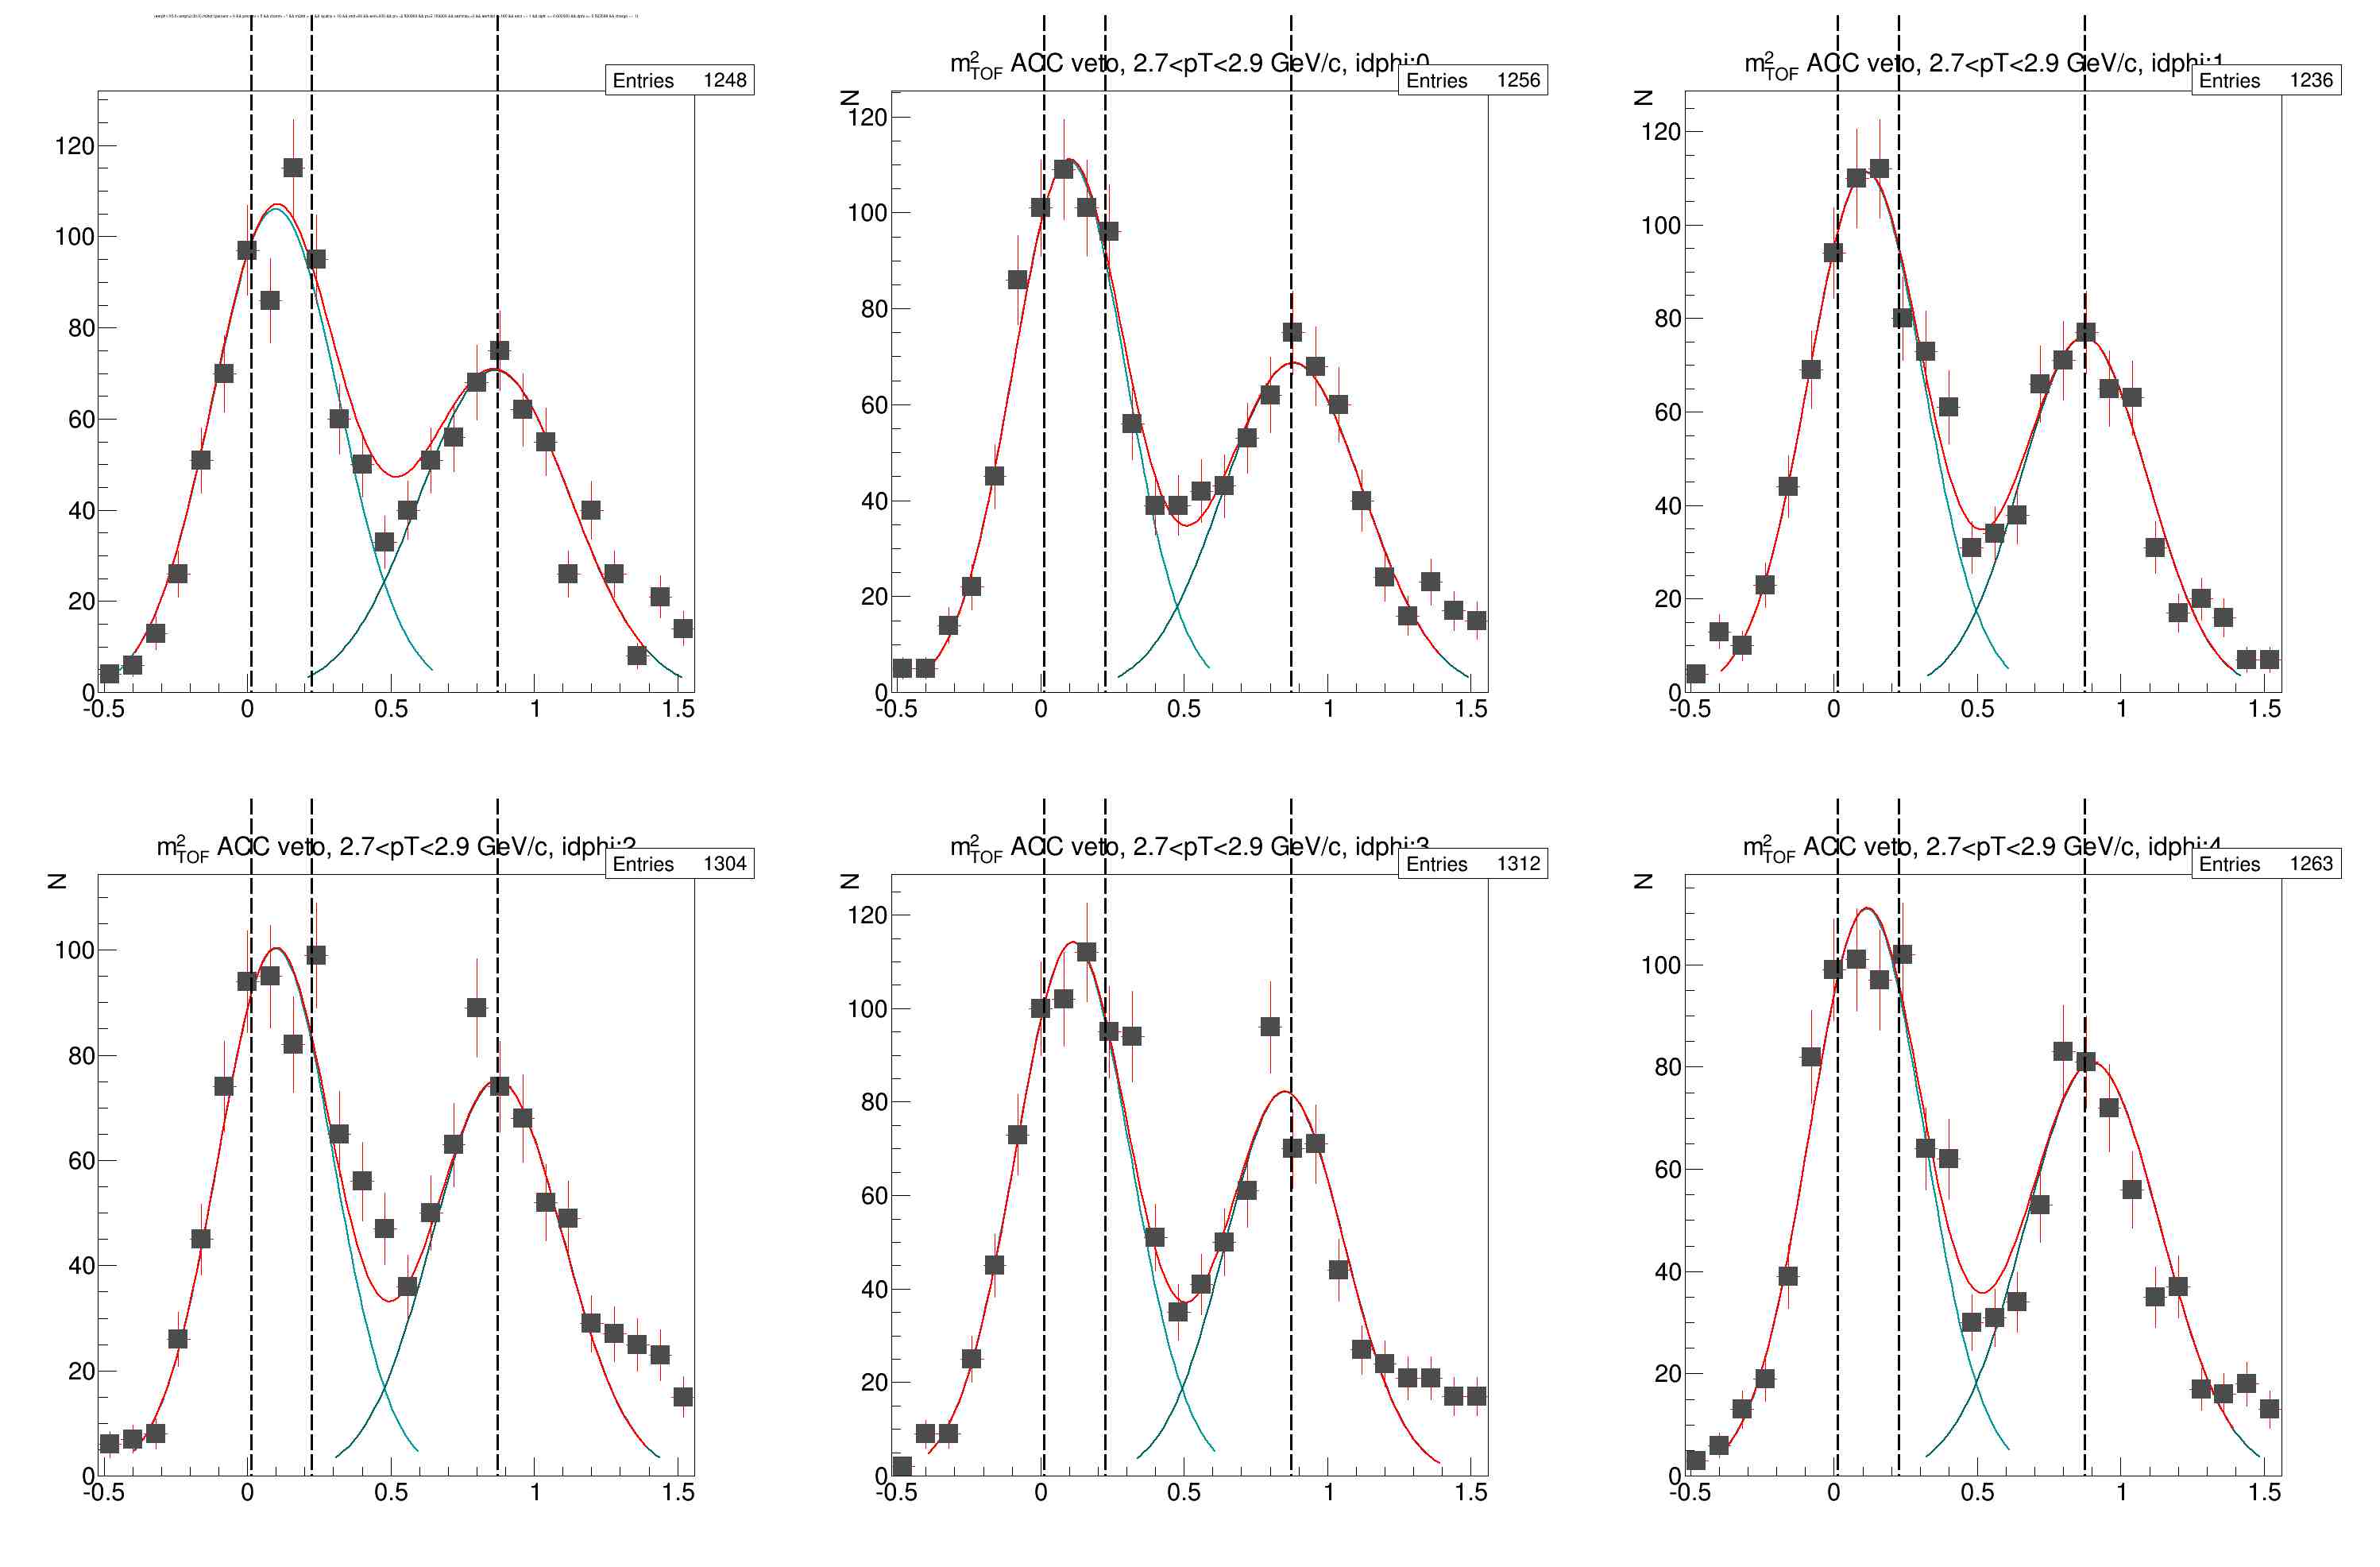 Entries 1248
120
100
80
60
40
20
0
-0.5 0 0.5 1 1.5
m²TOF ACC veto, 2.7<pT<2.9 GeV/c, idphi:0
Entries 1256
N
120
100
80
60
40
20
0
-0.5 0 0.5 1 1.5
m²TOF ACC veto, 2.7<pT<2.9 GeV/c, idphi:1
Entries 1236
N
120
100
80
60
40
20
0
-0.5 0 0.5 1 1.5
m²TOF ACC veto, 2.7<pT<2.9 GeV/c, idphi:2
Entries 1304
N
100
80
60
40
20
0
-0.5 0 0.5 1 1.5
m²TOF ACC veto, 2.7<pT<2.9 GeV/c, idphi:3
Entries 1312
N
120
100
80
60
40
20
0
-0.5 0 0.5 1 1.5
m²TOF ACC veto, 2.7<pT<2.9 GeV/c, idphi:4
Entries 1263
N
100
80
60
40
20
0
-0.5 0 0.5 1 1.5